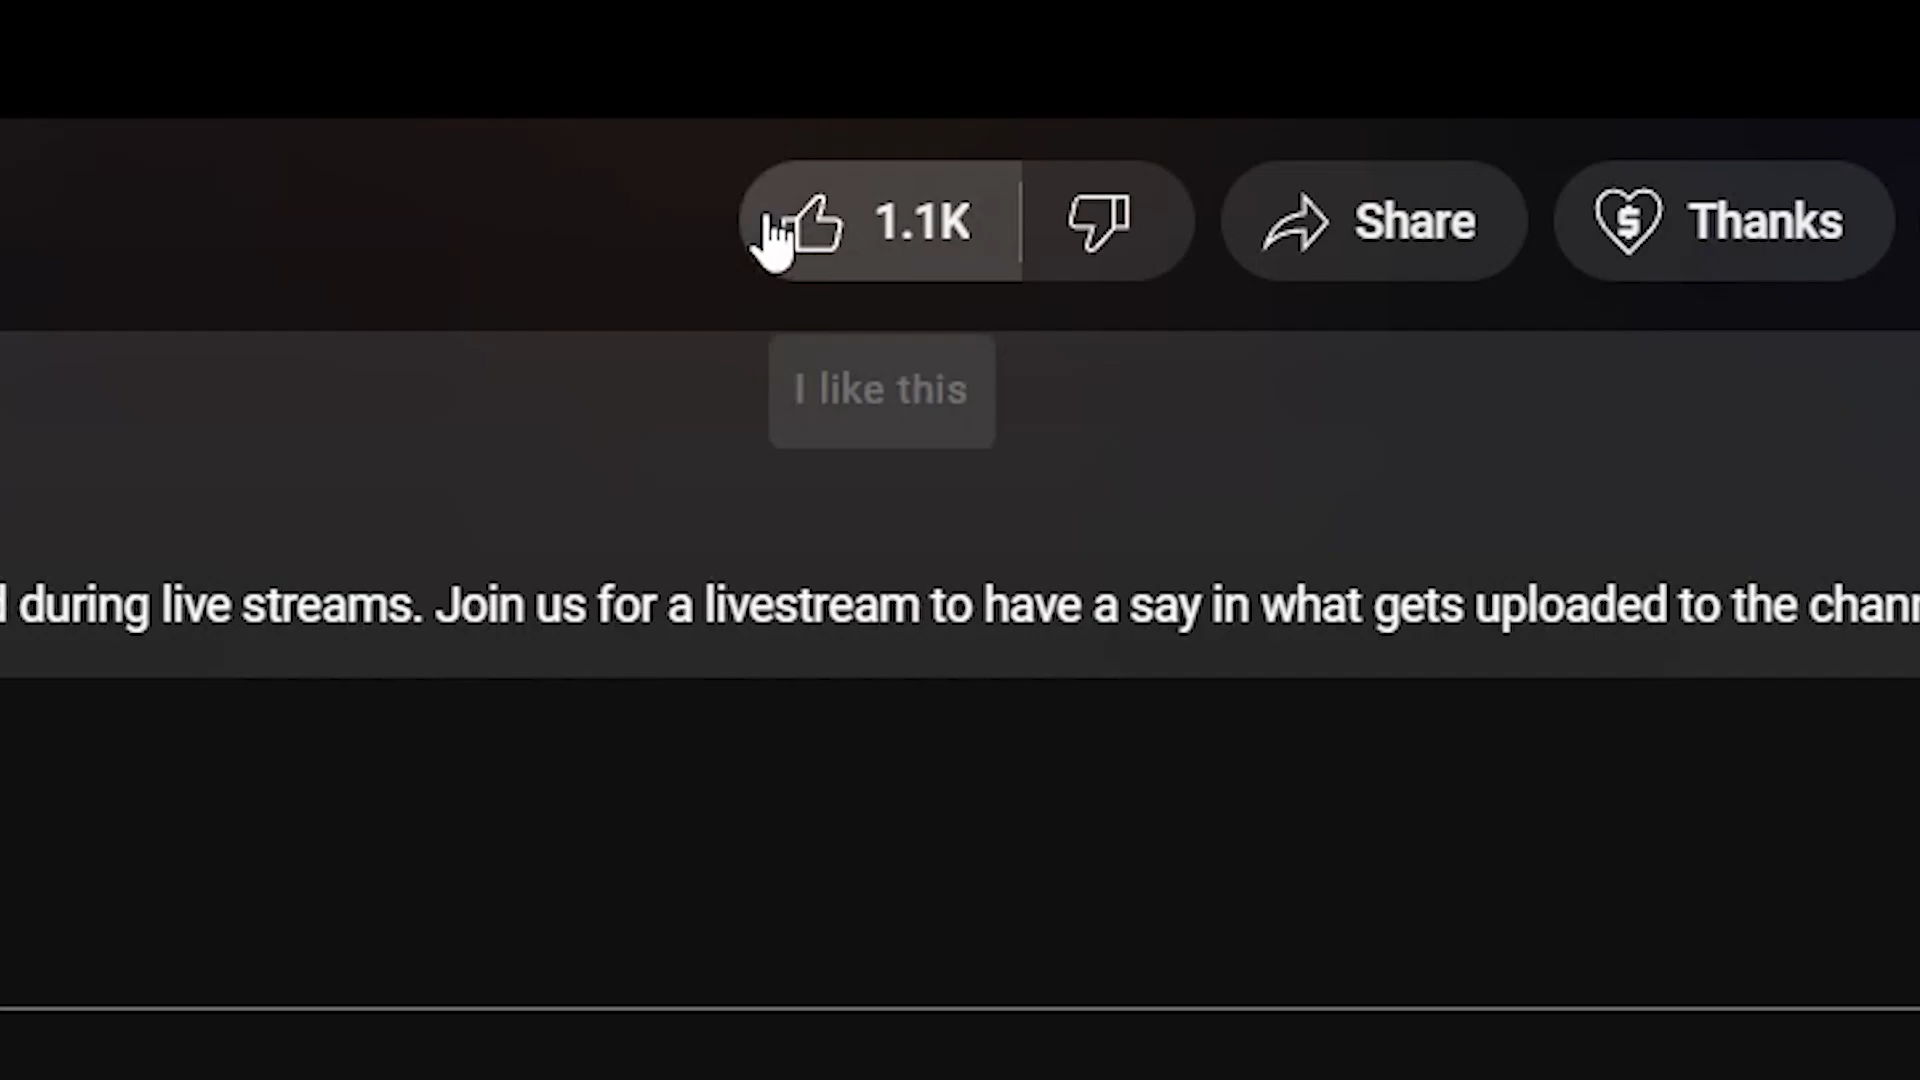 1.1K Share Thanks
I like this
during live streams. Join us for a livestream to have a say in what gets uploaded to the